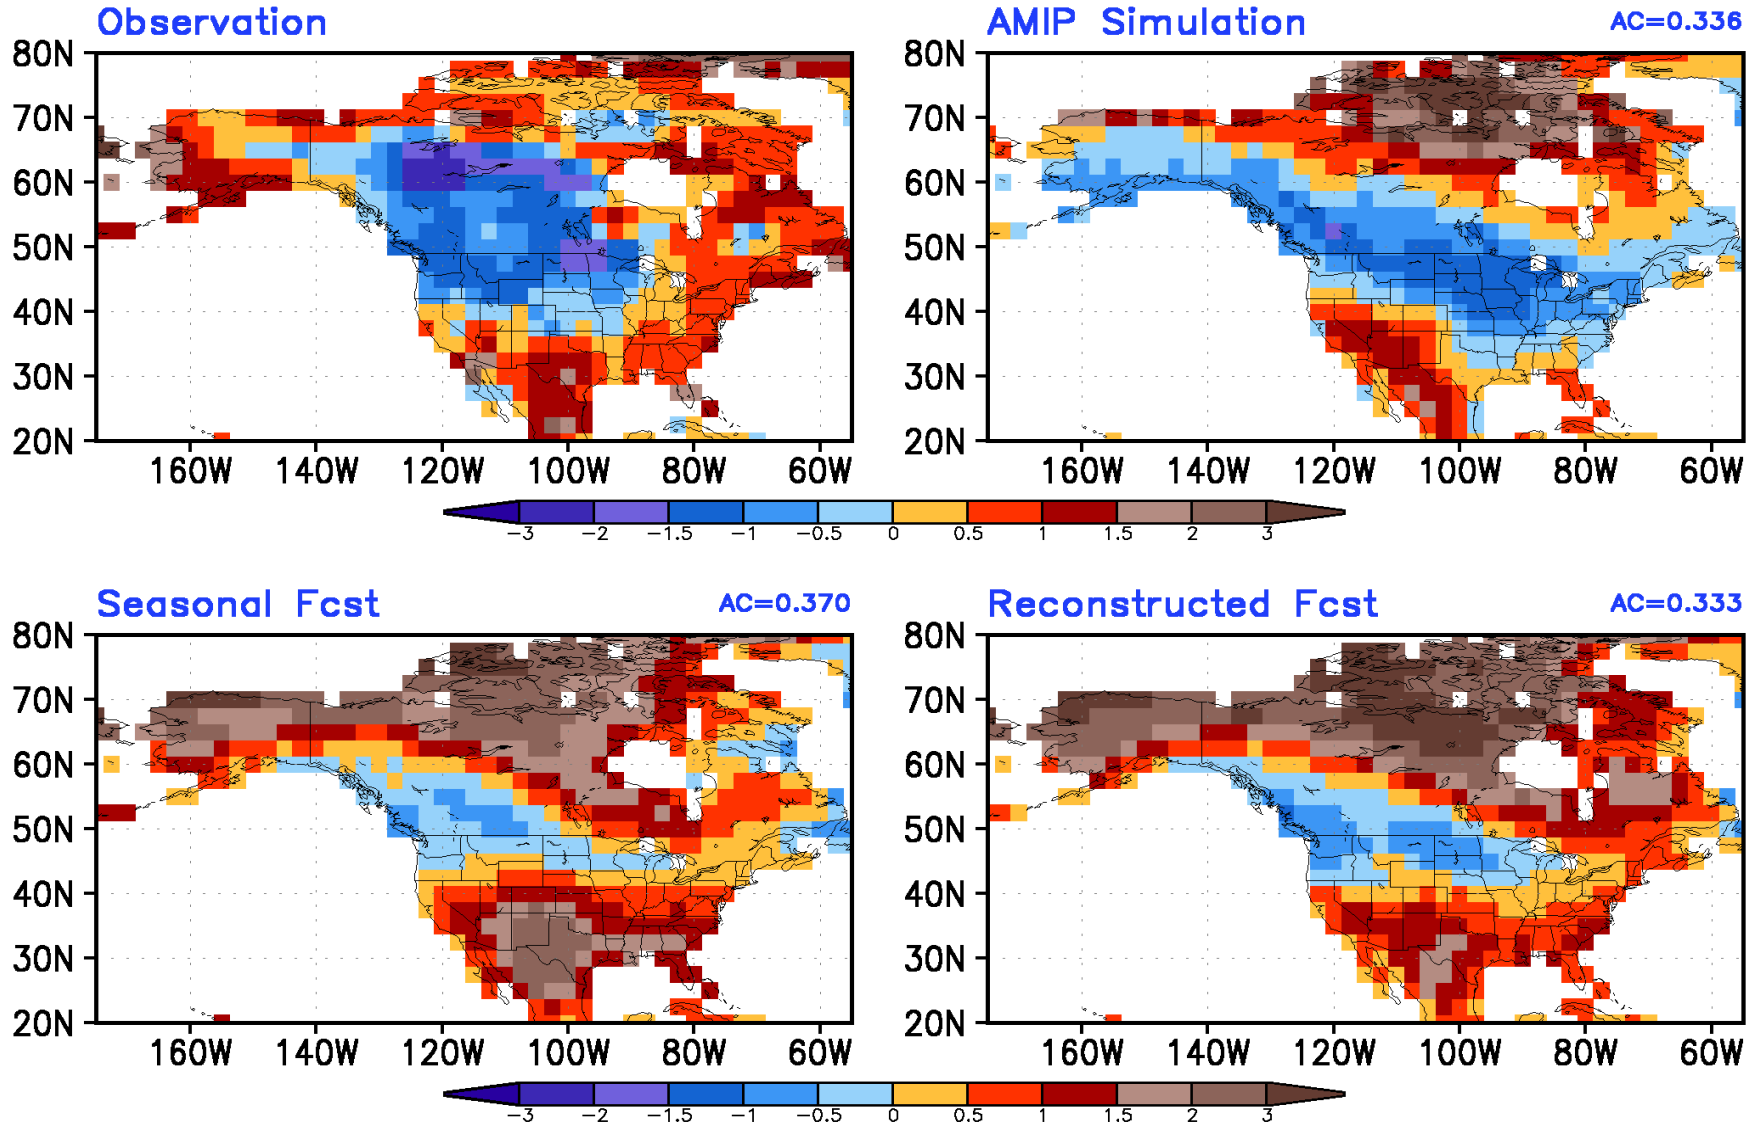 Observation
AMIP Simulation AC=0.336
80N 80N
70N 70N
60N 60N
50N 50N
40N 40N
30N 30N
20N 20N
160W 140W 120W 100W 80W 60W 160W 140W 120W 100W 80W 60W
−3 −2 −1.5 −1 −0.5 0 0.5 1 1.5 2 3
Seasonal Fcst AC=0.370
Reconstructed Fcst AC=0.333
80N 80N
70N 70N
60N 60N
50N 50N
40N 40N
30N 30N
20N 20N
160W 140W 120W 100W 80W 60W 160W 140W 120W 100W 80W 60W
−3 −2 −1.5 −1 −0.5 0 0.5 1 1.5 2 3